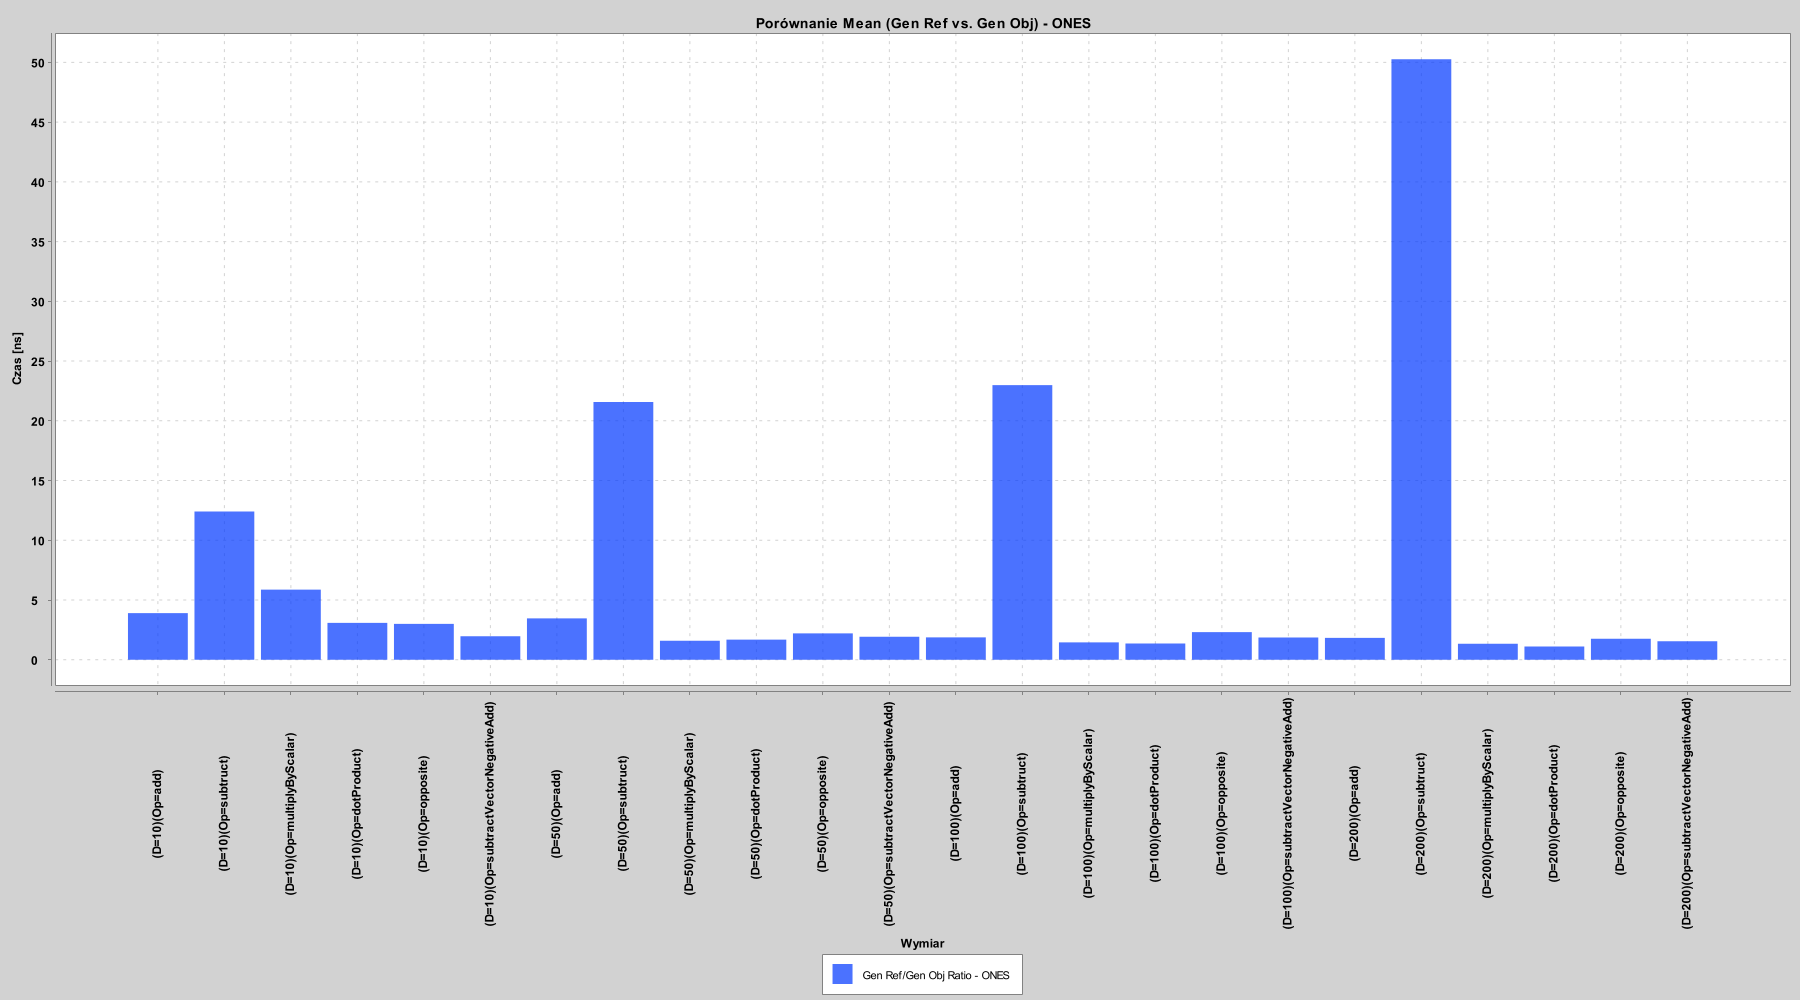 Porównanie Mean (Gen Ref vs. Gen Obj) - ONES
50
45
40
35
30
25
20
15
10
5
0
Czas [ns]
(D=10)(Op=add)
(D=10)(Op=subtruct)
(D=10)(Op=multiplyByScalar)
(D=10)(Op=dotProduct)
(D=10)(Op=opposite)
(D=10)(Op=subtractVectorNegativeAdd)
(D=50)(Op=add)
(D=50)(Op=subtruct)
(D=50)(Op=multiplyByScalar)
(D=50)(Op=dotProduct)
(D=50)(Op=opposite)
(D=50)(Op=subtractVectorNegativeAdd)
(D=100)(Op=add)
(D=100)(Op=subtruct)
(D=100)(Op=multiplyByScalar)
(D=100)(Op=dotProduct)
(D=100)(Op=opposite)
(D=100)(Op=subtractVectorNegativeAdd)
(D=200)(Op=add)
(D=200)(Op=subtruct)
(D=200)(Op=multiplyByScalar)
(D=200)(Op=dotProduct)
(D=200)(Op=opposite)
(D=200)(Op=subtractVectorNegativeAdd)
Wymiar
Gen Ref/Gen Obj Ratio - ONES